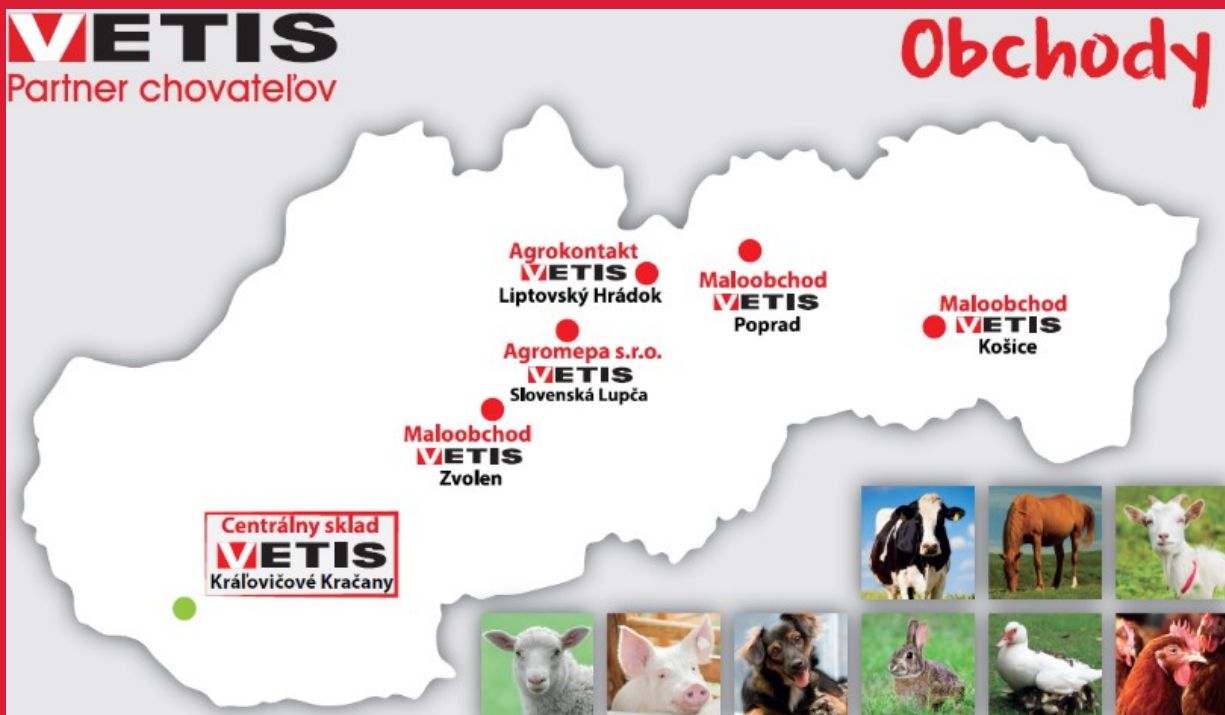 VETIS
Partner chovateľov
Obchody
Agrokontakt
VETIS
Liptovský Hrádok
Maloobchod
VETIS
Poprad
Maloobchod
VETIS
Košice
Agromepa s.r.o.
VETIS
Slovenská Lupča
Maloobchod
VETIS
Zvolen
Centrálny sklad
VETIS
Kráľovičové Kračany